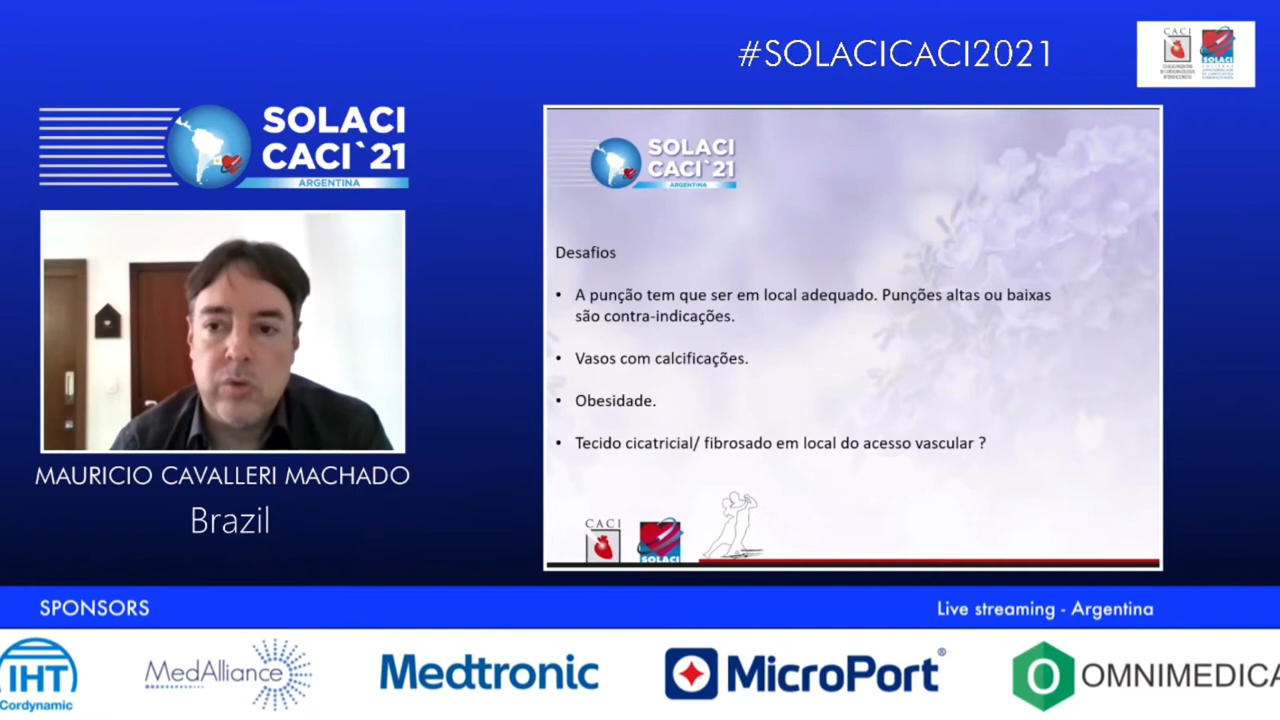 #SOLACICACI2021
CACI
SOLACI
SOLACI
CACI`21
ARGENTINA
SOLACI
CACI`21
ARGENTINA
Desafios
• A punção tem que ser em local adequado. Punções altas ou baixas
são contra-indicações.
• Vasos com calcificações.
• Obesidade.
• Tecido cicatricial/ fibrosado em local do acesso vascular ?
CACI
SOLACI
MAURICIO CAVALLERI MACHADO
Brazil
SPONSORS
Live streaming - Argentina
IHT
Cordynamic
MedAlliance
Medtronic
MicroPort®
OMNIMEDICA